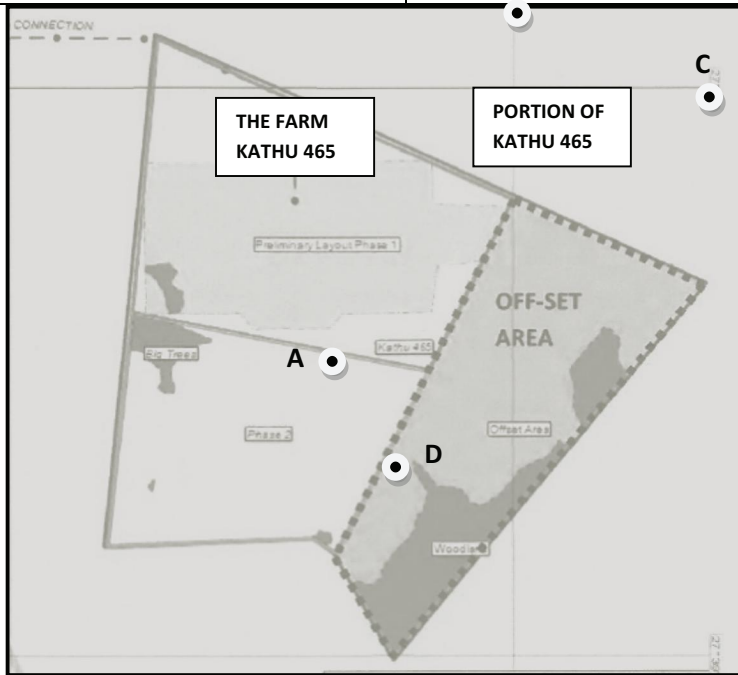 CONNECTION
C
THE FARM
KATHU 465
PORTION OF
KATHU 465
Preliminary Layout Phase 1
OFF-SET
AREA
Kathu 465
Big Trees
A
Offset Area
Phase 2
D